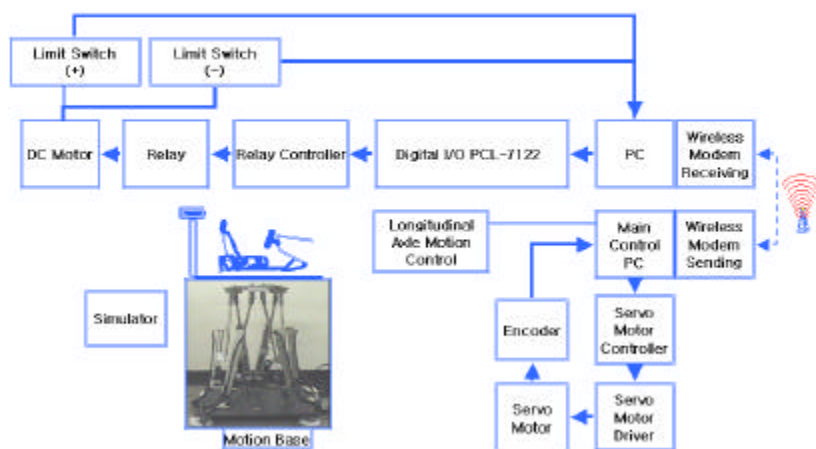 Limit Switch
(+)
Limit Switch
(-)
DC Motor
Relay
Relay Controller
Digital I/O PCL-7122
PC
Wireless
Modem
Receiving
Longitudinal
Axle Motion
Control
Main
Control
PC
Wireless
Modem
Sending
Simulator
Encoder
Servo
Motor
Controller
Servo
Motor
Servo
Motor
Driver
Motion Base